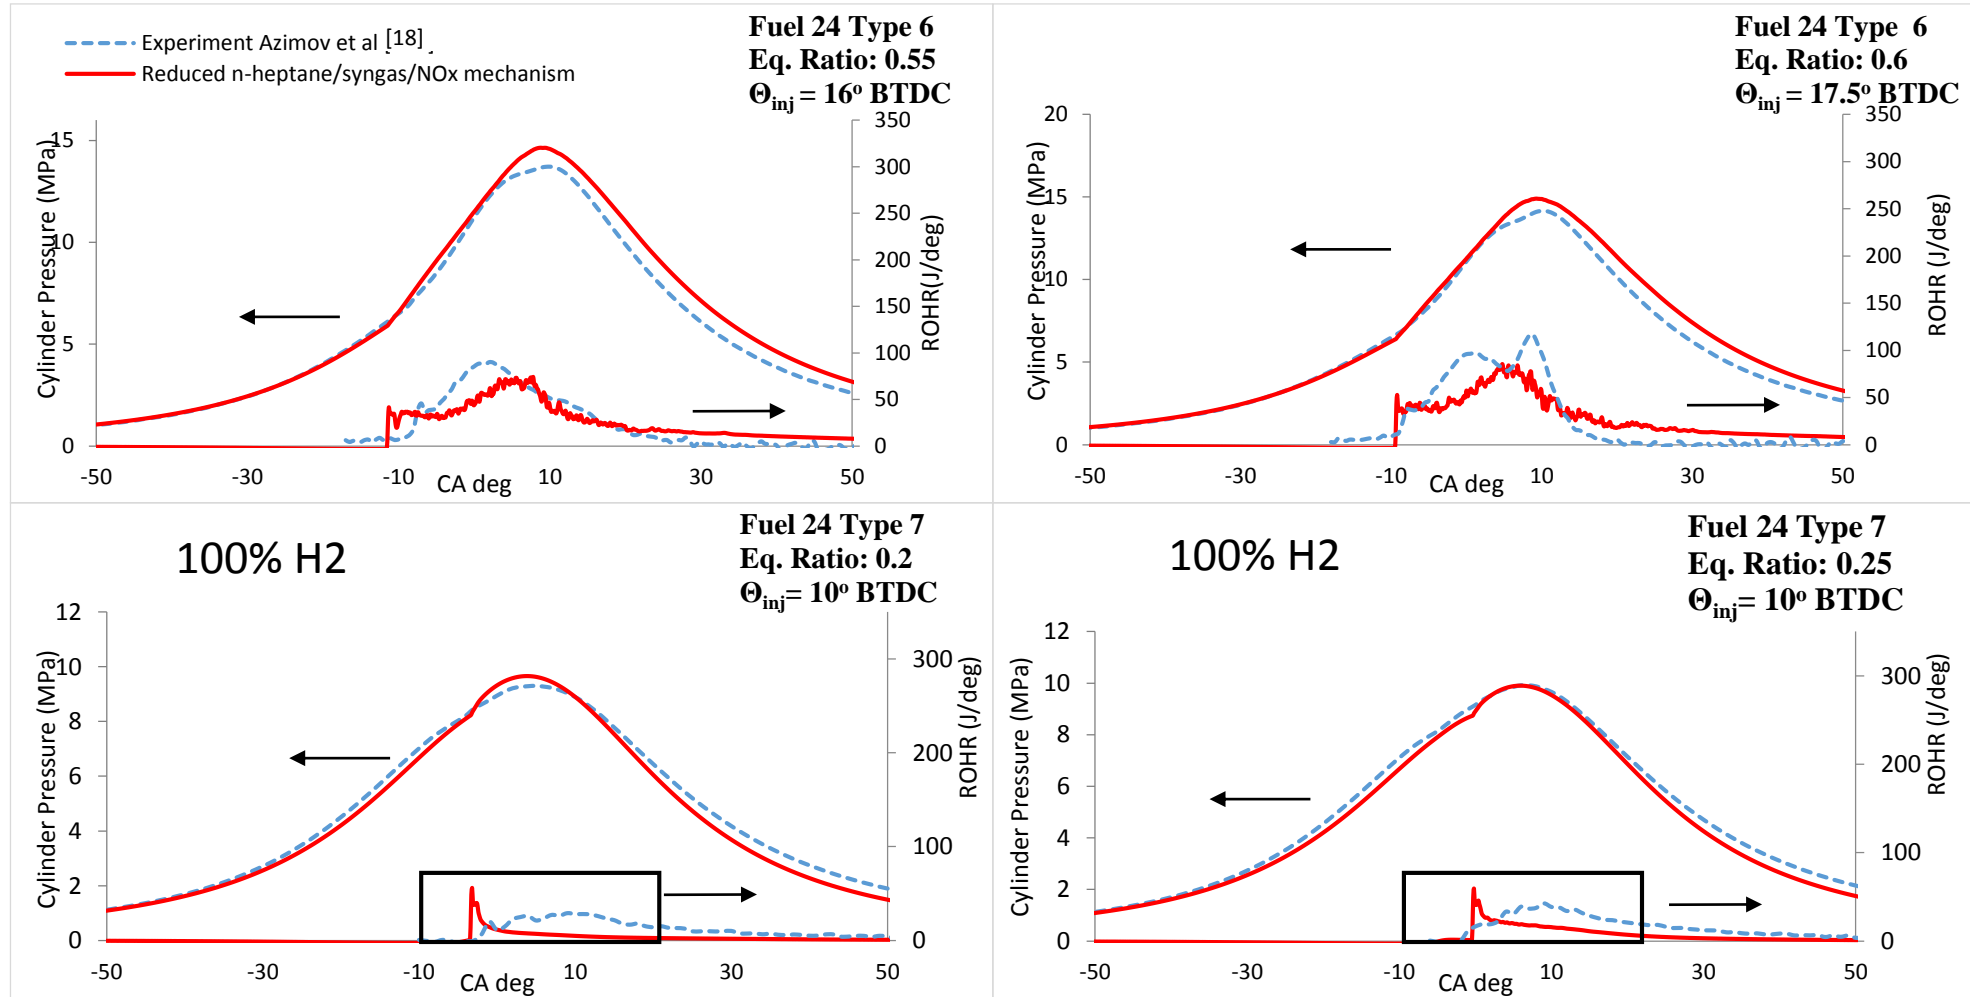 Experiment Azimov et al [18]
Reduced n-heptane/syngas/NOx mechanism
Fuel 24 Type 6
Eq. Ratio: 0.55
Θinj = 16o BTDC
15
10
5
0
Cylinder Pressure (MPa)
350
300
250
200
150
100
50
0
ROHR(J/deg)
-50
-30
-10
10
30
50
CA deg
Fuel 24 Type 6
Eq. Ratio: 0.6
Θinj = 17.5o BTDC
20
15
10
5
0
Cylinder Pressure (MPa)
350
300
250
200
150
100
50
0
ROHR (J/deg)
-50
-30
-10
10
30
50
CA deg
100% H2
Fuel 24 Type 7
Eq. Ratio: 0.2
Θinj= 10o BTDC
12
10
8
6
4
2
0
Cylinder Pressure (MPa)
300
200
100
0
ROHR (J/deg)
-50
-30
-10
10
30
50
CA deg
100% H2
Fuel 24 Type 7
Eq. Ratio: 0.25
Θinj= 10o BTDC
12
10
8
6
4
2
0
Cylinder Pressure (MPa)
300
200
100
0
ROHR (J/deg)
-50
-30
-10
10
30
50
CA deg